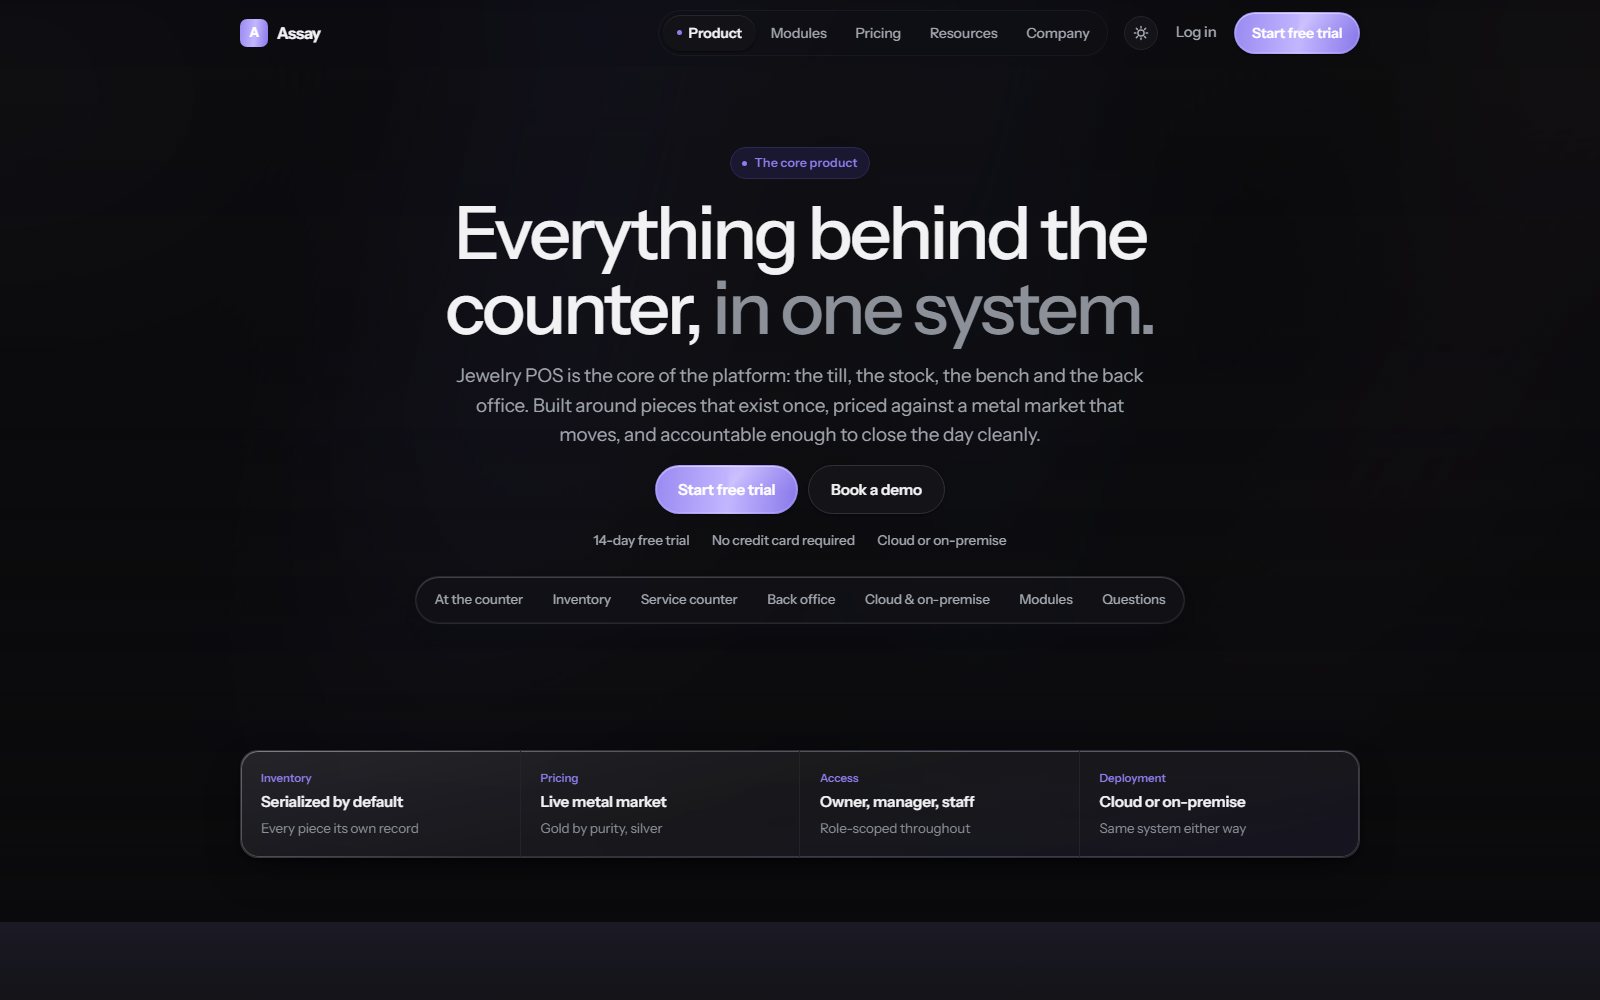 A Assay
Product Modules Pricing Resources Company Log in Start free trial
The core product
Everything behind the
counter, in one system.
Jewelry POS is the core of the platform: the till, the stock, the bench and the back
office. Built around pieces that exist once, priced against a metal market that
moves, and accountable enough to close the day cleanly.
Start free trial Book a demo
14-day free trial No credit card required Cloud or on-premise
At the counter Inventory Service counter Back office Cloud & on-premise Modules Questions
Inventory
Serialized by default
Every piece its own record
Pricing
Live metal market
Gold by purity, silver
Access
Owner, manager, staff
Role-scoped throughout
Deployment
Cloud or on-premise
Same system either way